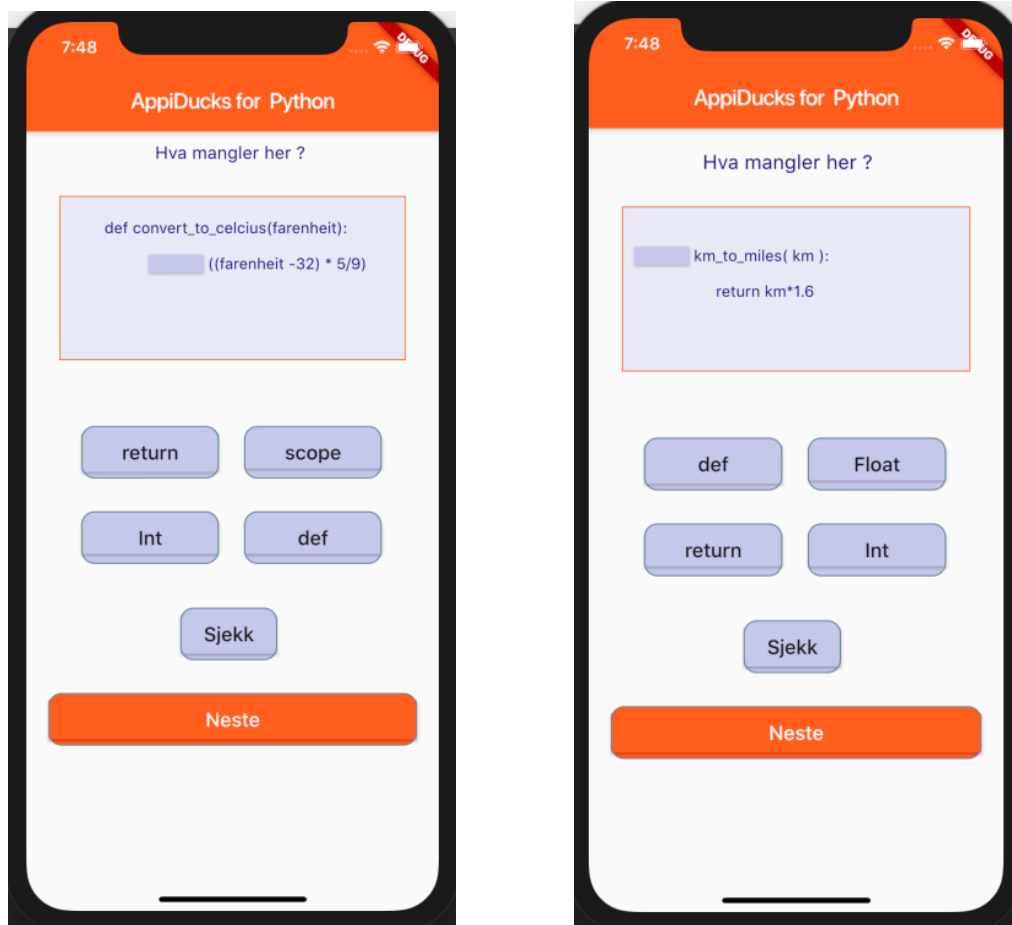 7:48
DEBUG
AppiDucks for Python
Hva mangler her ?
def convert_to_celcius(farenheit):
((farenheit -32) * 5/9)
return scope
Int def
Sjekk
Neste
7:48
DEBUG
AppiDucks for Python
Hva mangler her ?
km_to_miles( km ):
return km*1.6
def Float
return Int
Sjekk
Neste